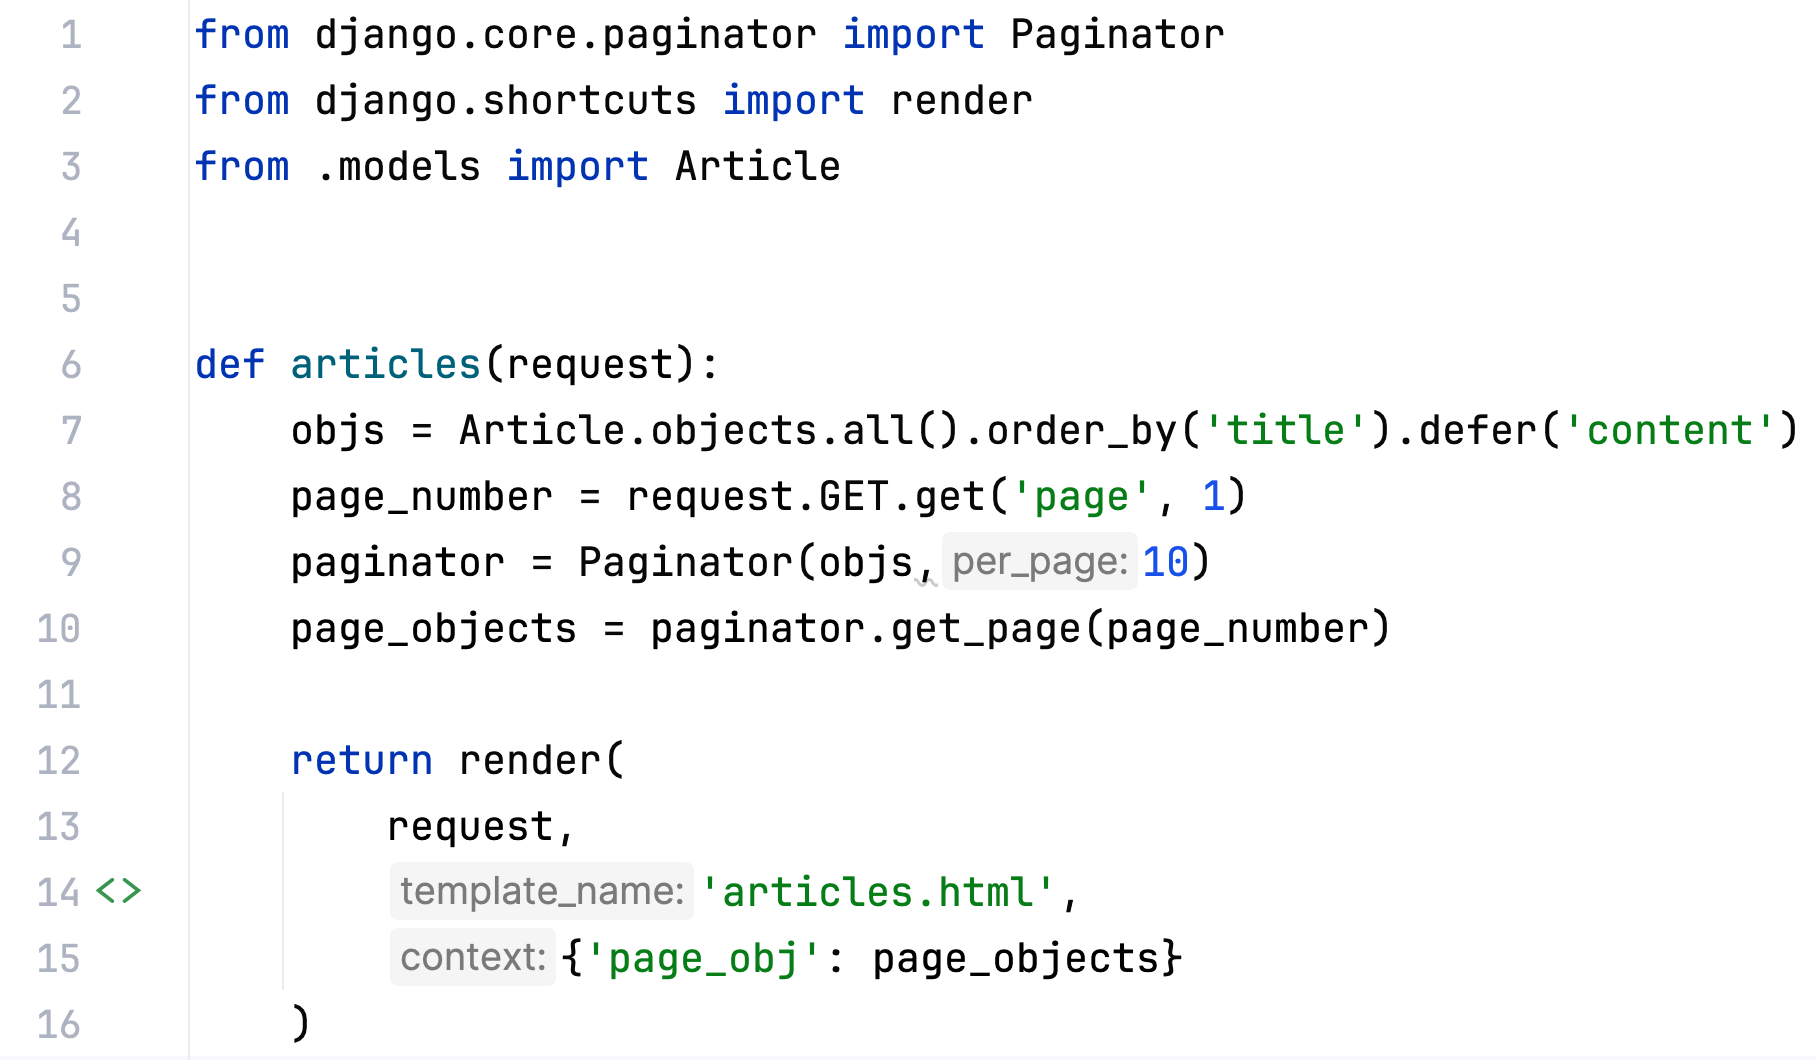 1 from django.core.paginator import Paginator
2 from django.shortcuts import render
3 from .models import Article
4
5
6 def articles(request):
7     objs = Article.objects.all().order_by('title').defer('content')
8     page_number = request.GET.get('page', 1)
9     paginator = Paginator(objs, per_page: 10)
10     page_objects = paginator.get_page(page_number)
11
12     return render(
13         request,
14 <>         template_name: 'articles.html',
15         context: {'page_obj': page_objects}
16     )